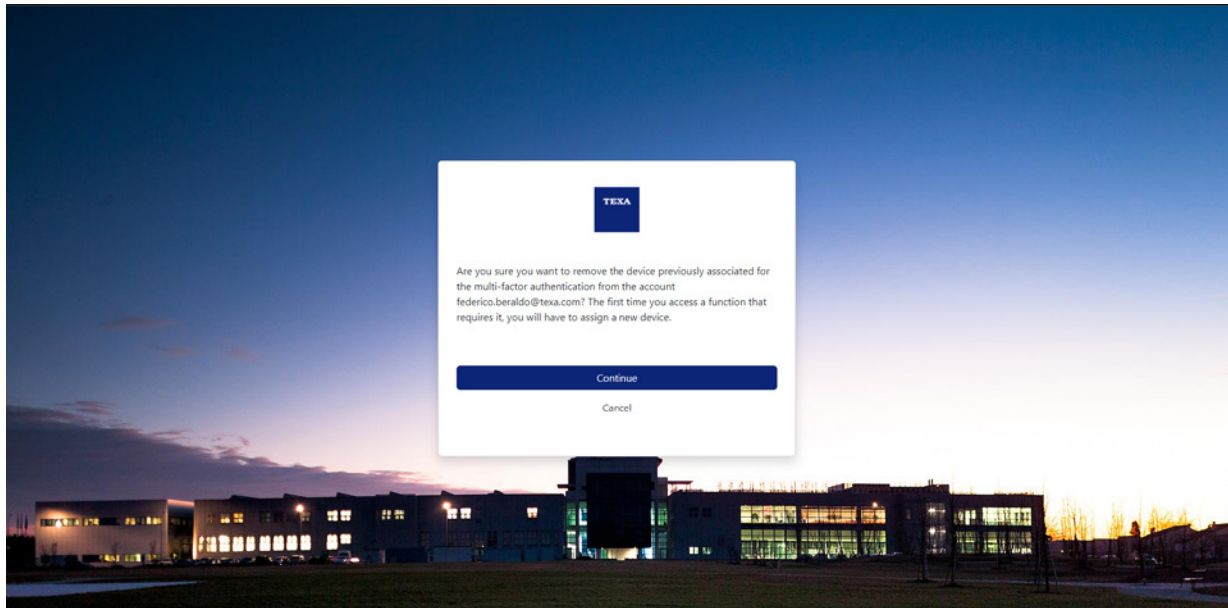 TEXA
Are you sure you want to remove the device previously associated for
the multi-factor authentication from the account
federico.beraldo@texa.com? The first time you access a function that
requires it, you will have to assign a new device.
Continue
Cancel